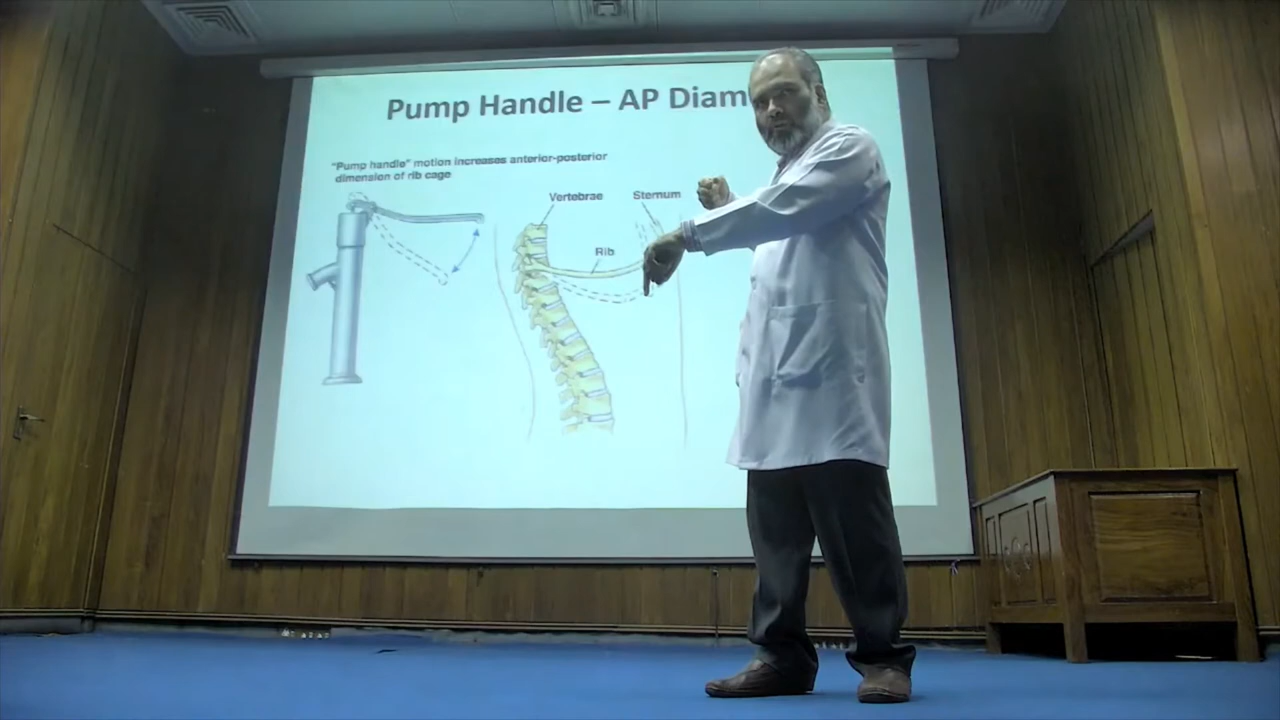 Pump Handle – AP Diam
"Pump handle" motion increases anterior-posterior
dimension of rib cage
Vertebrae
Sternum
Rib